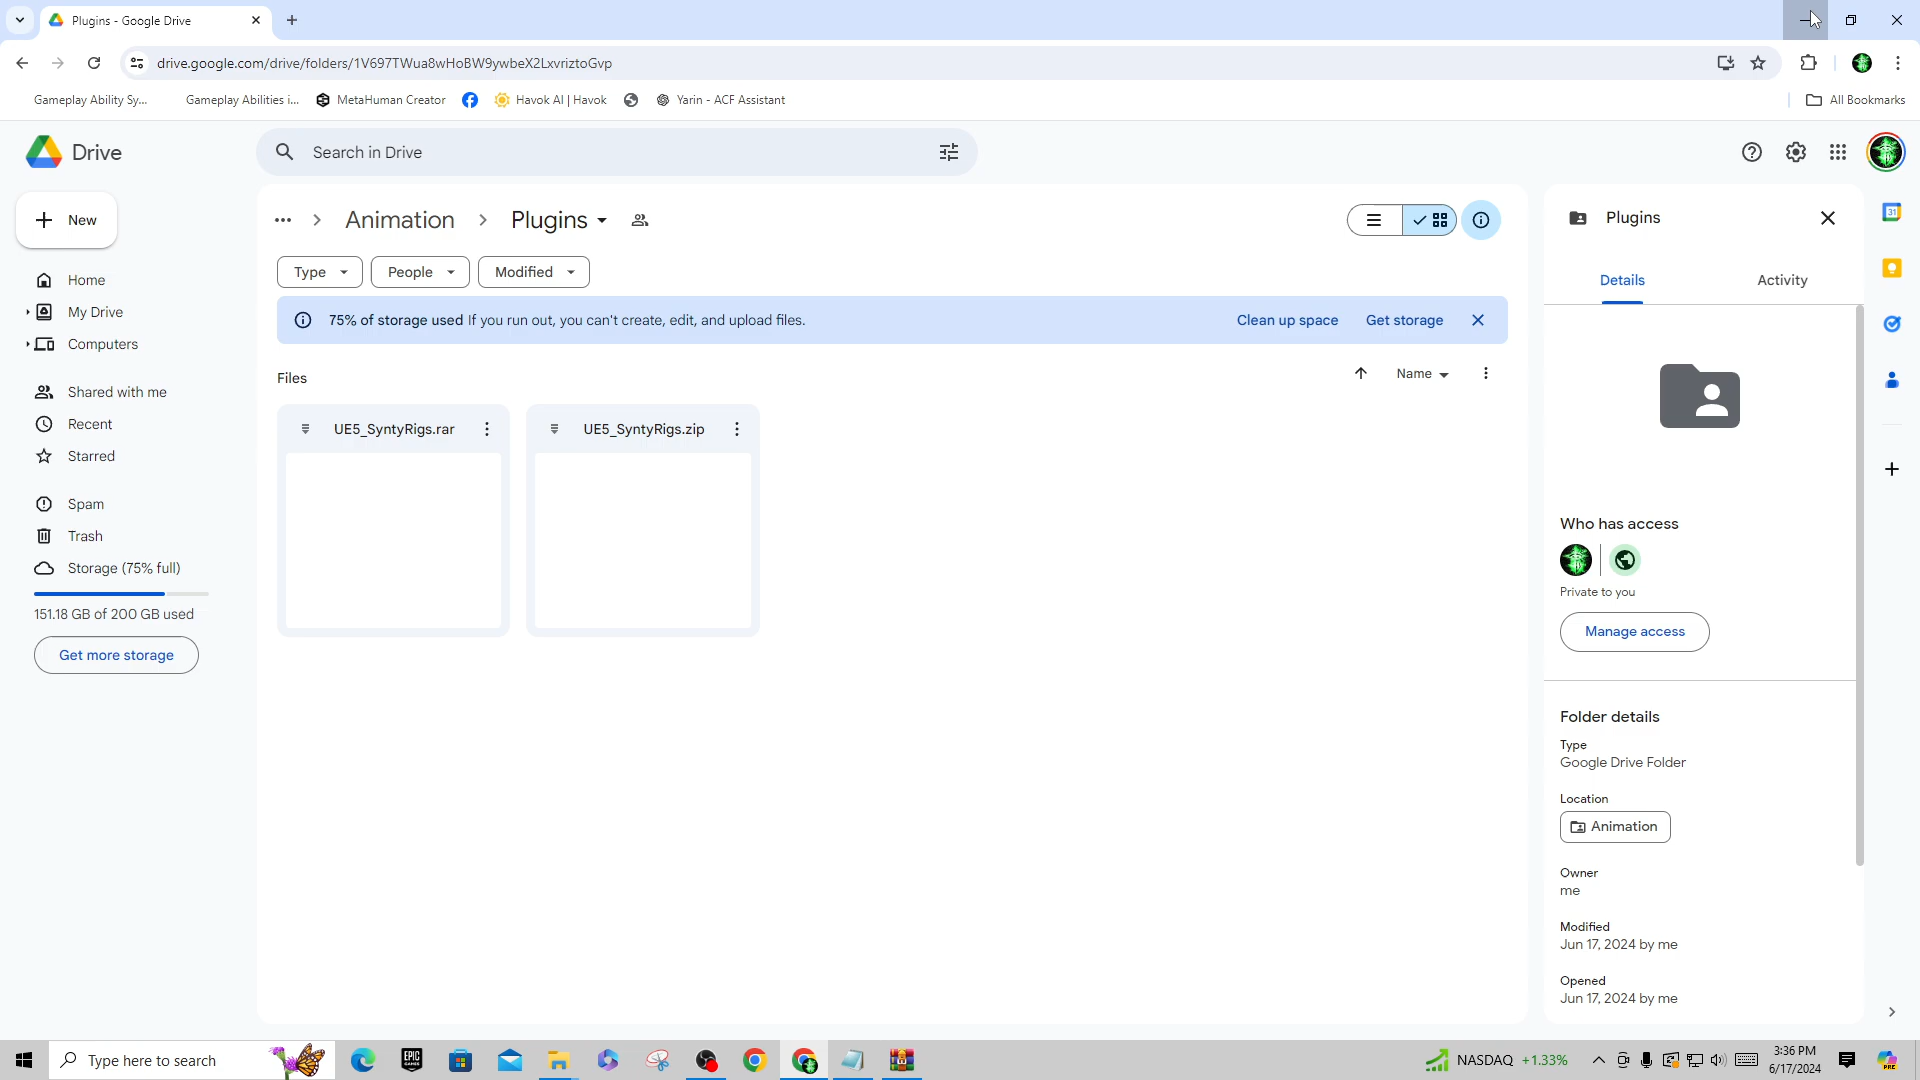 Plugins - Google Drive
drive.google.com/drive/folders/1V697TWua8wHoBW9ywbeX2LxvriztoGvp
Gameplay Ability Sy...
Gameplay Abilities i...
MetaHuman Creator
Havok AI | Havok
Yarin - ACF Assistant
All Bookmarks
Drive
Search in Drive
New
Home
My Drive
Computers
Shared with me
Recent
Starred
Spam
Trash
Storage (75% full)
151.18 GB of 200 GB used
Get more storage
Animation
Plugins
Type
People
Modified
75% of storage used If you run out, you can't create, edit, and upload files.
Clean up space
Get storage
Files
Name
UE5_SyntyRigs.rar
UE5_SyntyRigs.zip
Plugins
Details
Activity
Who has access
Private to you
Manage access
Folder details
Type
Google Drive Folder
Location
Animation
Owner
me
Modified
Jun 17, 2024 by me
Opened
Jun 17, 2024 by me
31
Type here to search
EPIC
GAMES
NASDAQ +1.33%
3:36 PM
6/17/2024
PRE